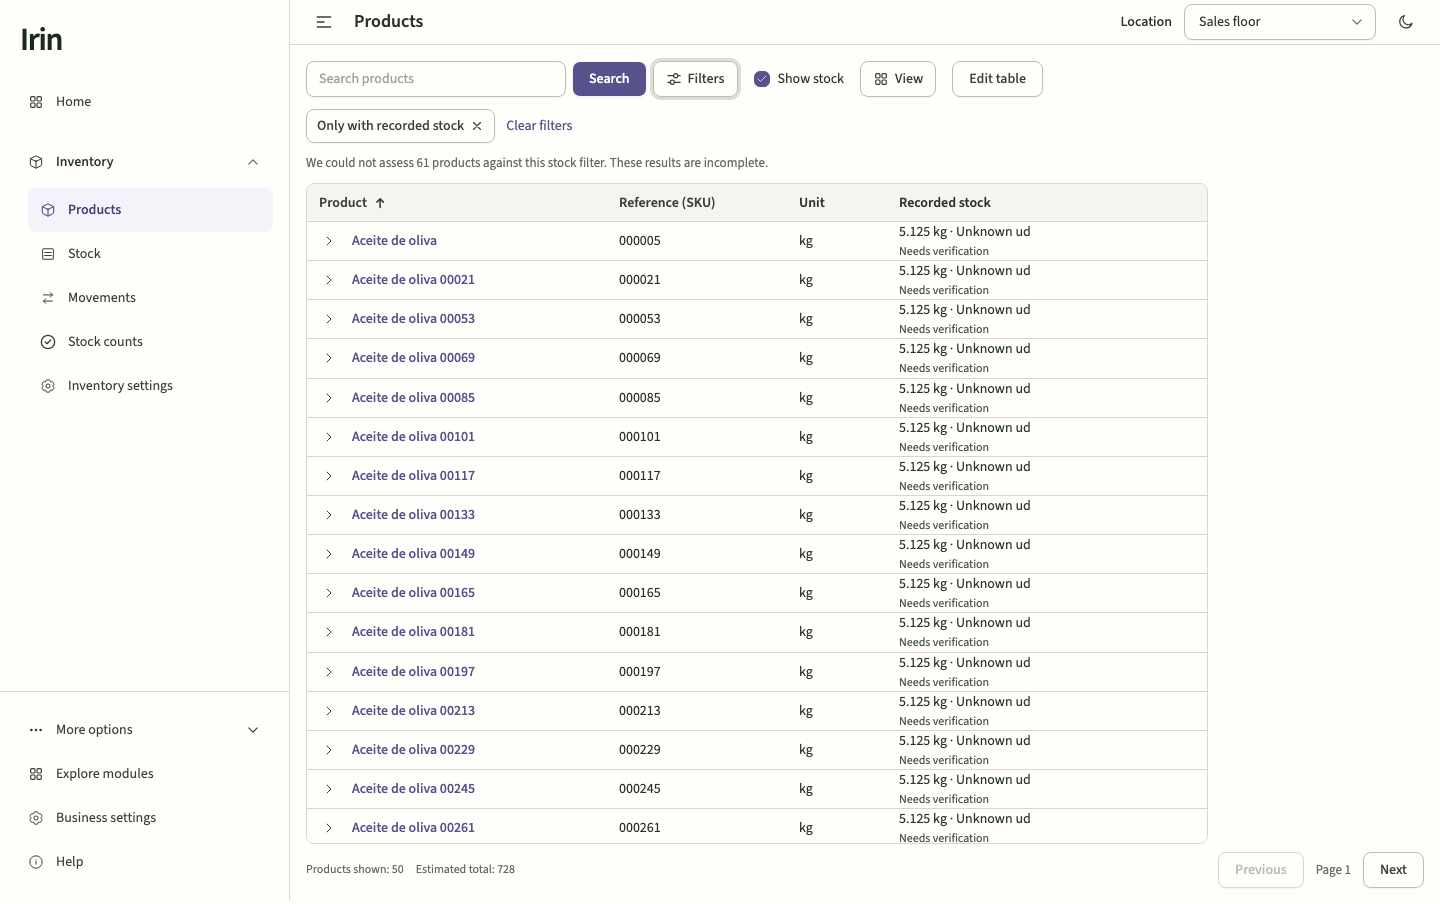 Irin
Home
Inventory
Products
Stock
Movements
Stock counts
Inventory settings
More options
Explore modules
Business settings
Help
Products
Location
Sales floor
Search products
Search
Filters
Show stock
View
Edit table
Only with recorded stock
Clear filters
We could not assess 61 products against this stock filter. These results are incomplete.
Product Reference (SKU) Unit Recorded stock
Aceite de oliva 000005 kg 5.125 kg · Unknown ud
Needs verification
Aceite de oliva 00021 000021 kg 5.125 kg · Unknown ud
Needs verification
Aceite de oliva 00053 000053 kg 5.125 kg · Unknown ud
Needs verification
Aceite de oliva 00069 000069 kg 5.125 kg · Unknown ud
Needs verification
Aceite de oliva 00085 000085 kg 5.125 kg · Unknown ud
Needs verification
Aceite de oliva 00101 000101 kg 5.125 kg · Unknown ud
Needs verification
Aceite de oliva 00117 000117 kg 5.125 kg · Unknown ud
Needs verification
Aceite de oliva 00133 000133 kg 5.125 kg · Unknown ud
Needs verification
Aceite de oliva 00149 000149 kg 5.125 kg · Unknown ud
Needs verification
Aceite de oliva 00165 000165 kg 5.125 kg · Unknown ud
Needs verification
Aceite de oliva 00181 000181 kg 5.125 kg · Unknown ud
Needs verification
Aceite de oliva 00197 000197 kg 5.125 kg · Unknown ud
Needs verification
Aceite de oliva 00213 000213 kg 5.125 kg · Unknown ud
Needs verification
Aceite de oliva 00229 000229 kg 5.125 kg · Unknown ud
Needs verification
Aceite de oliva 00245 000245 kg 5.125 kg · Unknown ud
Needs verification
Aceite de oliva 00261 000261 kg 5.125 kg · Unknown ud
Needs verification
Products shown: 50 Estimated total: 728
Previous
Page 1
Next